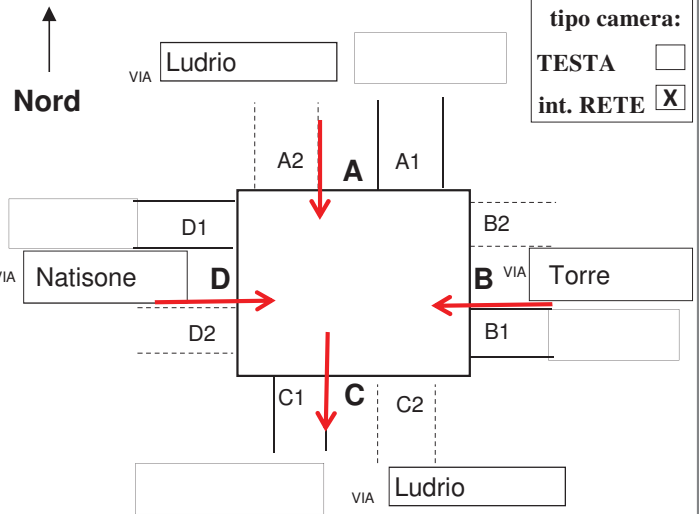 tipo camera:
VIA Ludrio
TESTA
Nord
int. RETE X
A2 A A1
D1 B2
VIA Natisone D B VIA Torre
D2 B1
C1 C C2
VIA Ludrio